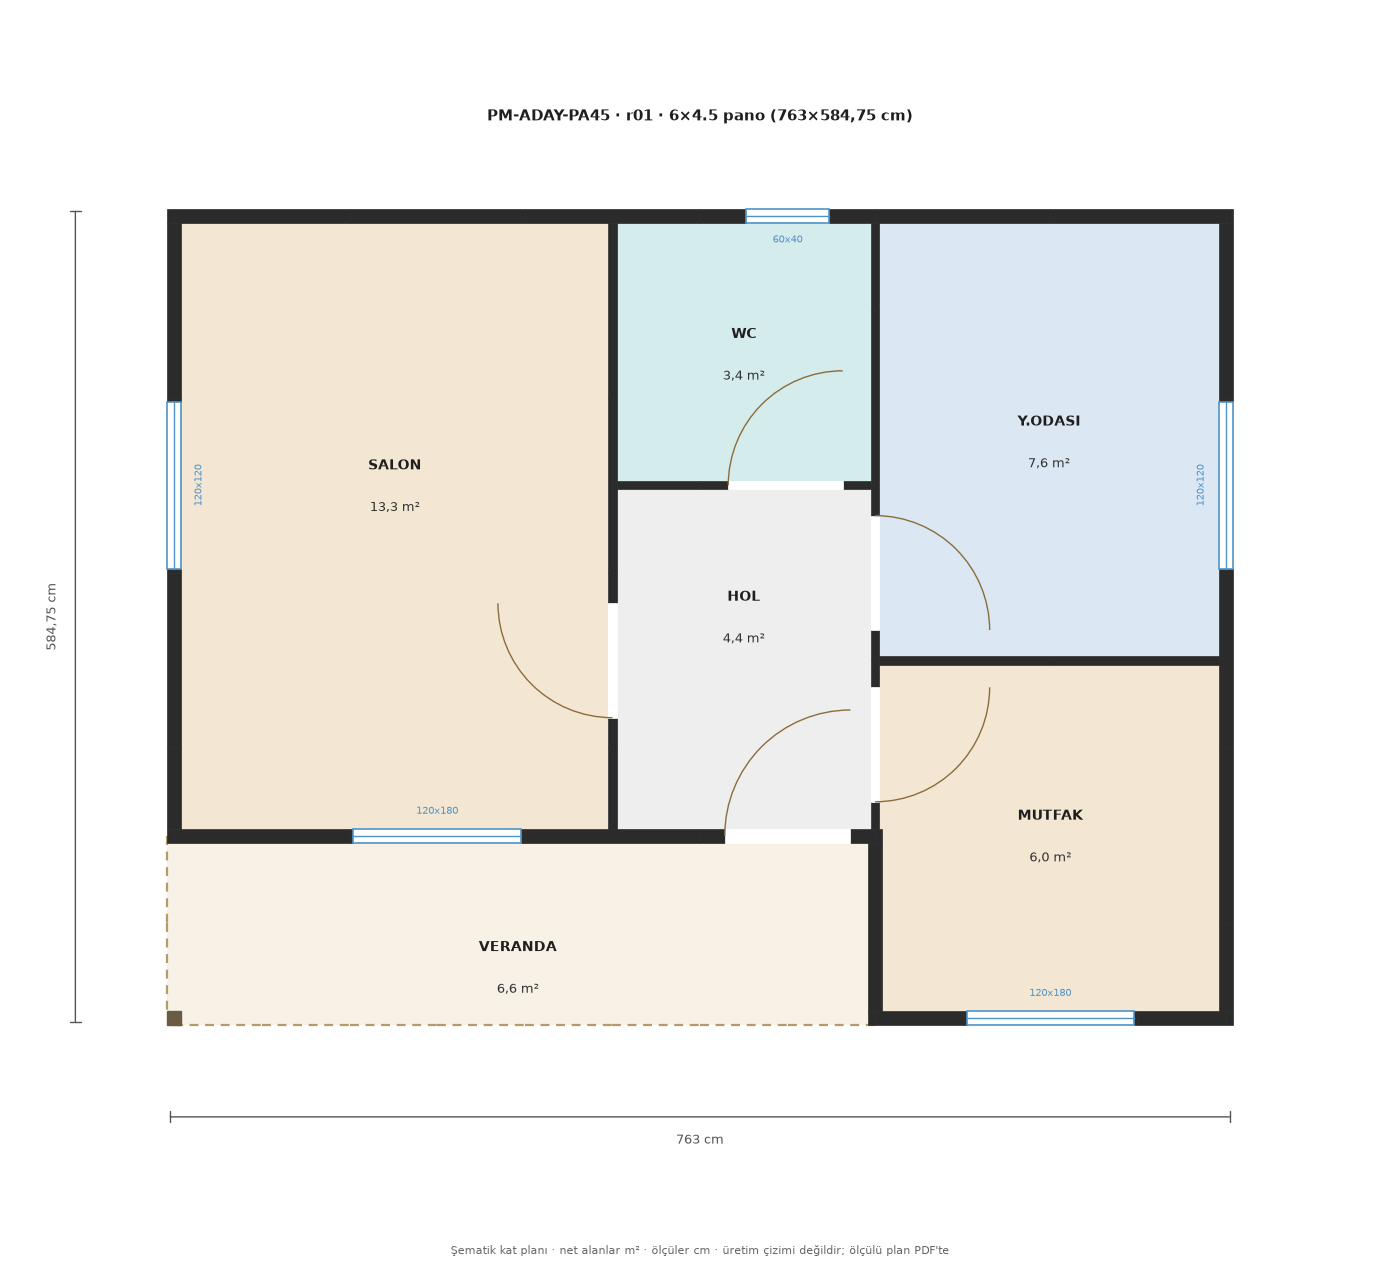 PM-ADAY-PA45 · r01 · 6×4.5 pano (763×584,75 cm)
60x40
WC
3,4 m²
Y.ODASI
7,6 m²
SALON
13,3 m²
120x120
120x120
HOL
4,4 m²
584,75 cm
120x180
MUTFAK
6,0 m²
VERANDA
6,6 m²
120x180
763 cm
Şematik kat planı · net alanlar m² · ölçüler cm · üretim çizimi değildir; ölçülü plan PDF'te